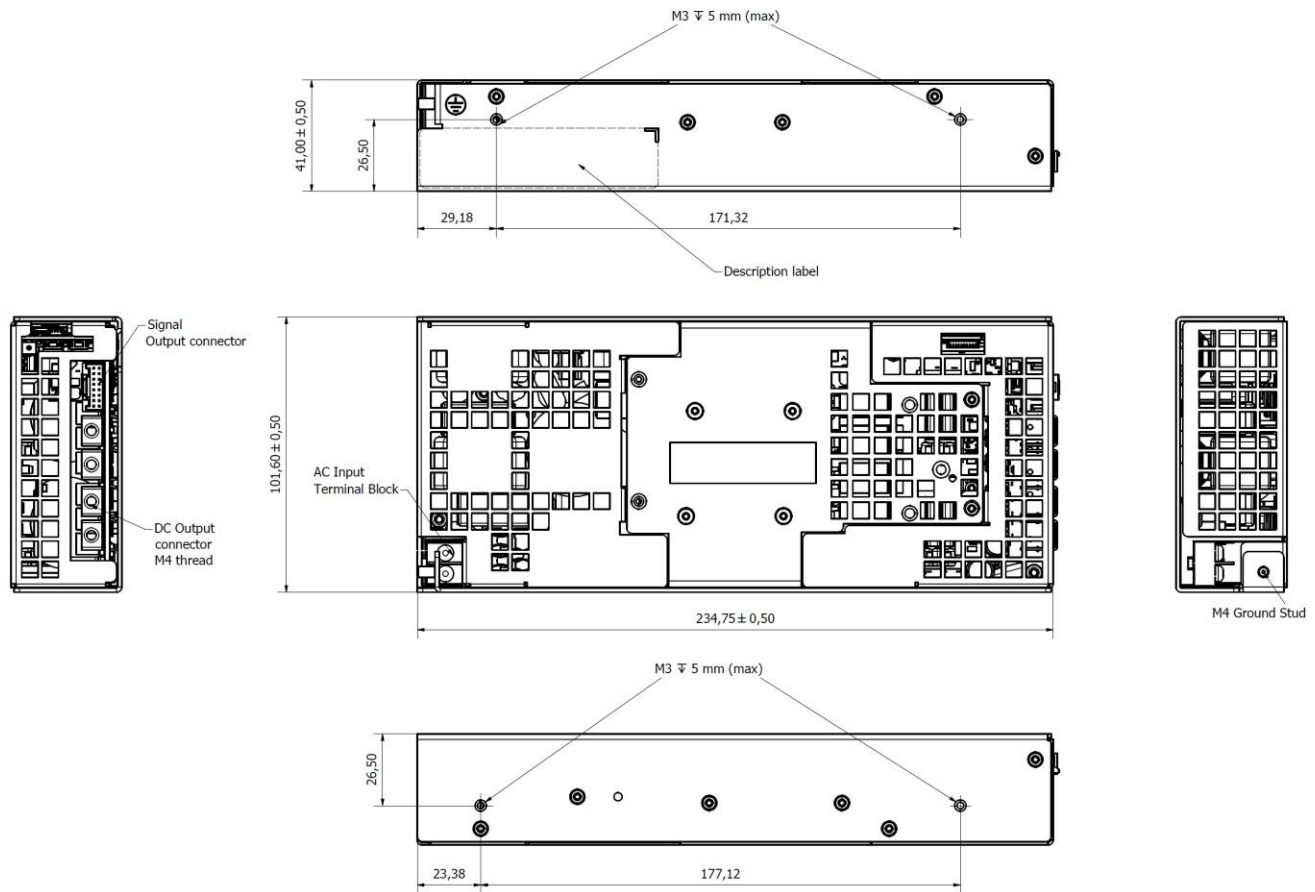 M3 ↧ 5 mm (max)
41,00 ± 0,50
26,50
29,18
171,32
Description label
Signal
Output connector
DC Output
connector
M4 thread
101,60 ± 0,50
AC Input
Terminal Block
234,75 ± 0,50
M4 Ground Stud
M3 ↧ 5 mm (max)
26,50
23,38
177,12